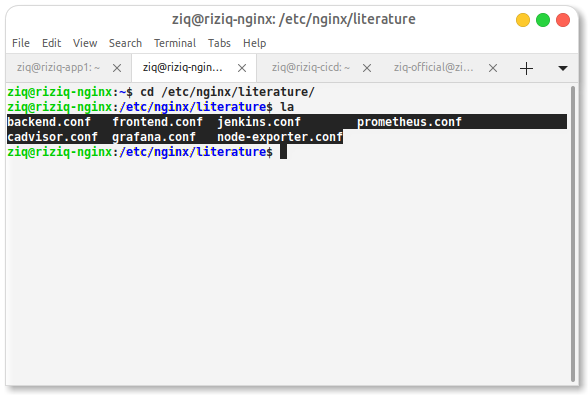 ziq@riziq-nginx: /etc/nginx/literature
File Edit View Search Terminal Tabs Help
ziq@riziq-app1: ~ ziq@riziq-ngin... ziq@riziq-cicd: ~ ziq-official@zi...
ziq@riziq-nginx:~$ cd /etc/nginx/literature/
ziq@riziq-nginx:/etc/nginx/literature$ la
backend.conf frontend.conf jenkins.conf prometheus.conf
cadvisor.conf grafana.conf node-exporter.conf
ziq@riziq-nginx:/etc/nginx/literature$